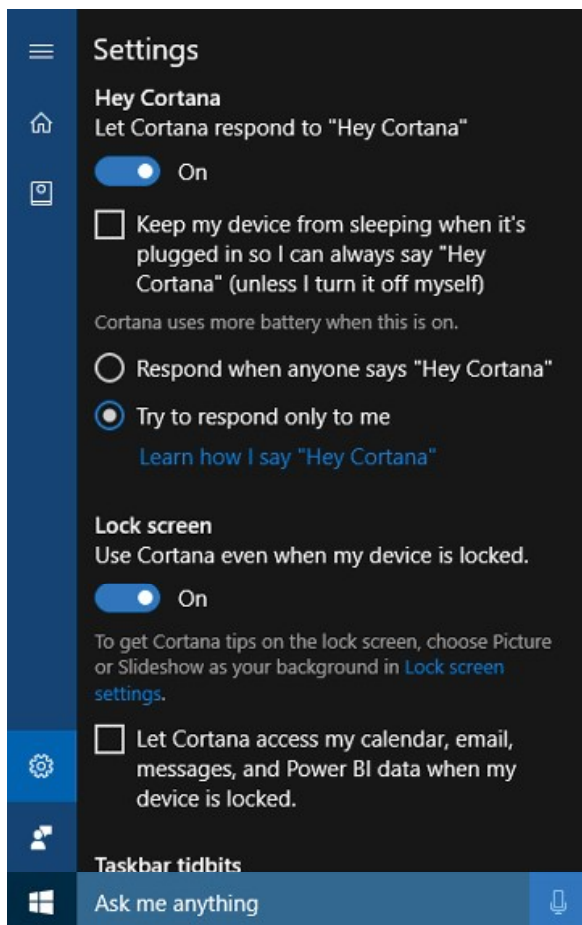 Settings
Hey Cortana
Let Cortana respond to "Hey Cortana"
On
Keep my device from sleeping when it's
plugged in so I can always say "Hey
Cortana" (unless I turn it off myself)
Cortana uses more battery when this is on.
Respond when anyone says "Hey Cortana"
Try to respond only to me
Learn how I say "Hey Cortana"
Lock screen
Use Cortana even when my device is locked.
On
To get Cortana tips on the lock screen, choose Picture
or Slideshow as your background in Lock screen
settings.
Let Cortana access my calendar, email,
messages, and Power BI data when my
device is locked.
Taskbar tidbits
Ask me anything